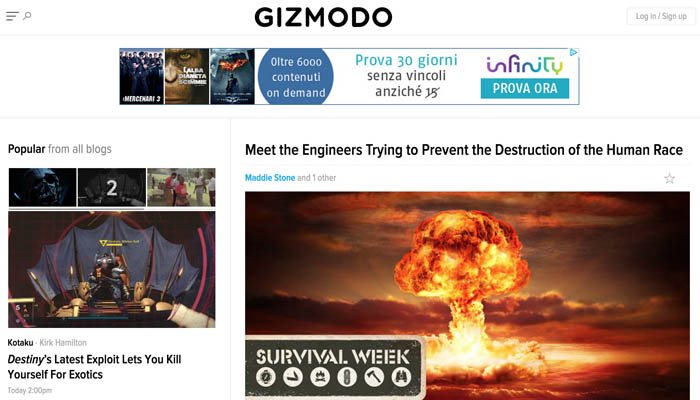 GIZMODO
Log in / Sign up
I MERCENARI 3
L'ALBA
PIANETA
SCIMMIE
Oltre 6000
contenuti
on demand
Prova 30 giorni
senza vincoli
anziché 15
infinity
PROVA ORA
Popular from all blogs
2
Kotaku - Kirk Hamilton
Destiny's Latest Exploit Lets You Kill
Yourself For Exotics
Today 2:00pm
Meet the Engineers Trying to Prevent the Destruction of the Human Race
Maddie Stone and 1 other
SURVIVAL WEEK